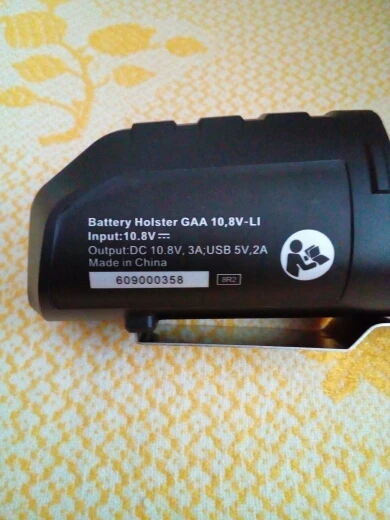 Battery Holster GAA 10,8V-LI
Input:10.8V⎓
Output:DC 10.8V, 3A;USB 5V,2A
Made in China
609000358 8R2